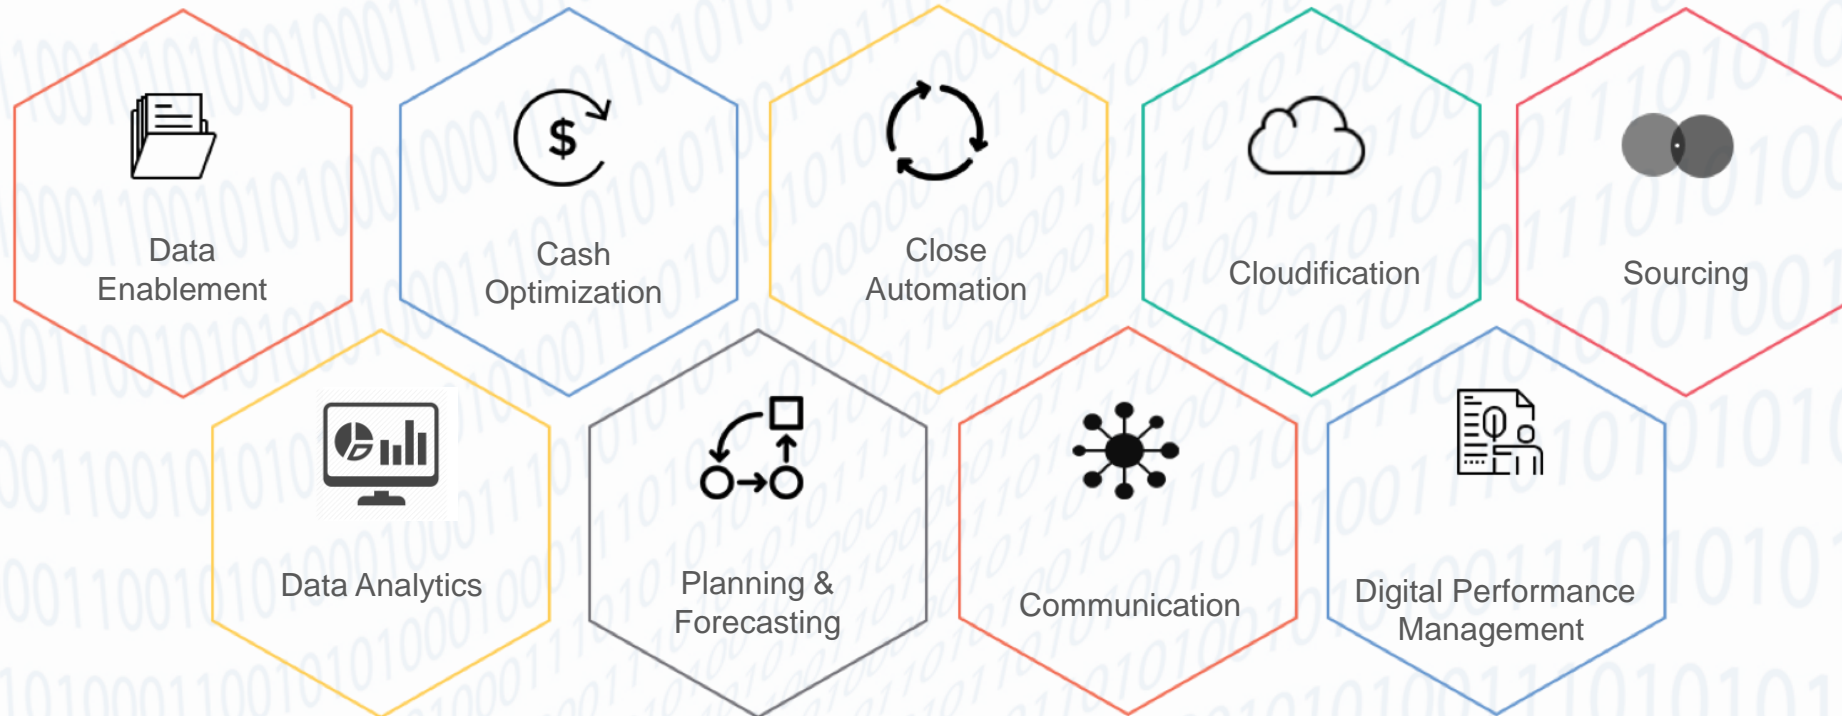 Data
Enablement
$
Cash
Optimization
Close
Automation
Cloudification
Sourcing
Data Analytics
Planning &
Forecasting
Communication
Digital Performance
Management